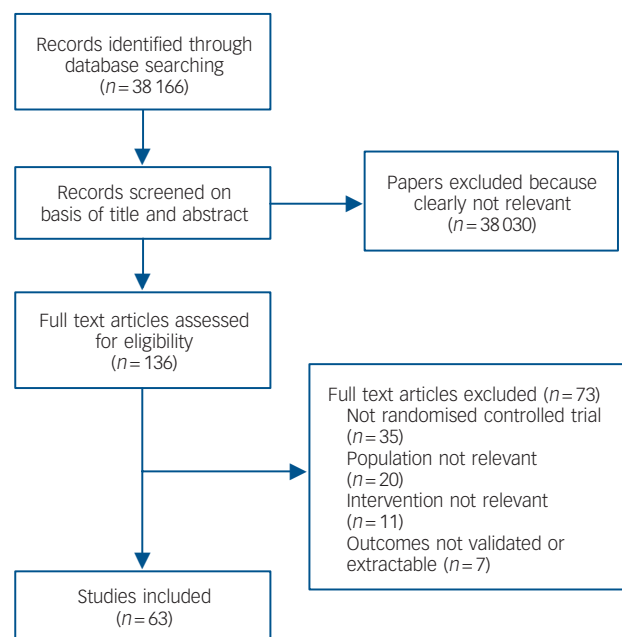 Records identified through
database searching
(n = 38 166)
Records screened on
basis of title and abstract
Papers excluded because
clearly not relevant
(n = 38 030)
Full text articles assessed
for eligibility
(n = 136)
Full text articles excluded (n = 73)
Not randomised controlled trial
(n = 35)
Population not relevant
(n = 20)
Intervention not relevant
(n = 11)
Outcomes not validated or
extractable (n = 7)
Studies included
(n = 63)